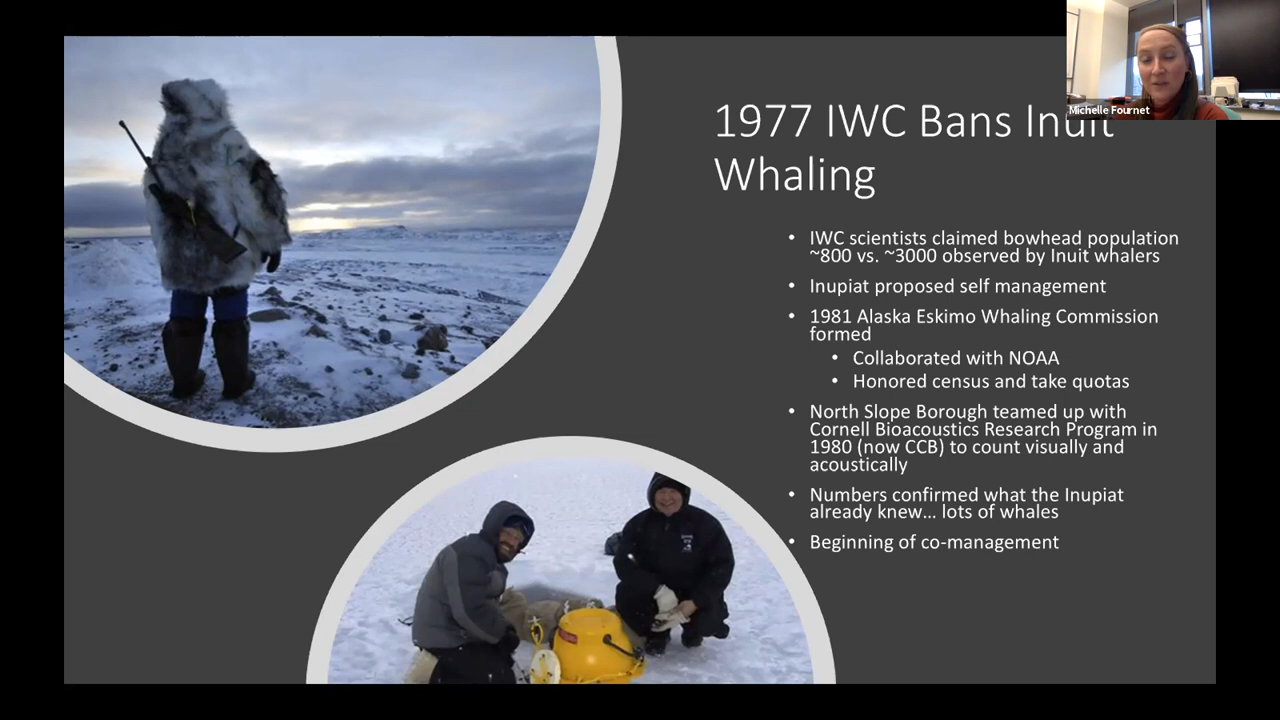 Michelle Fournet
1977 IWC Bans Inuit
Whaling
• IWC scientists claimed bowhead population
~800 vs. ~3000 observed by Inuit whalers
• Inupiat proposed self management
• 1981 Alaska Eskimo Whaling Commission
formed
• Collaborated with NOAA
• Honored census and take quotas
• North Slope Borough teamed up with
Cornell Bioacoustics Research Program in
1980 (now CCB) to count visually and
acoustically
• Numbers confirmed what the Inupiat
already knew... lots of whales
• Beginning of co-management